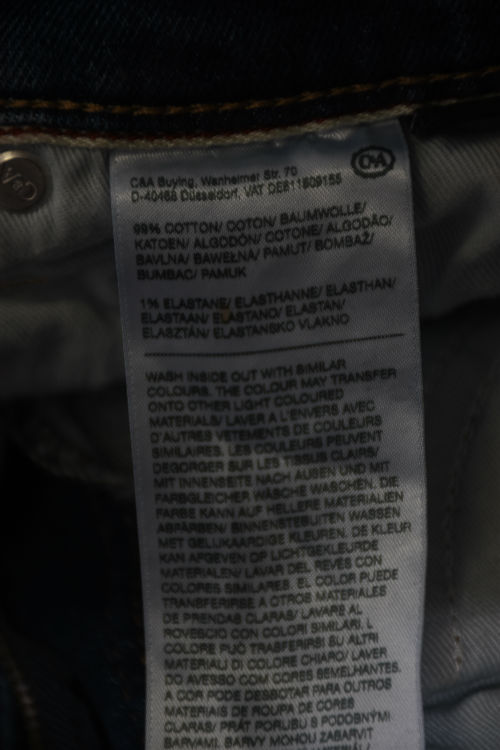 C&A Buying, Wanheimer Str. 70
D-40468 Düsseldorf, VAT DE811809155
C&A
C&A
99% COTTON/ COTON/ BAUMWOLLE/
KATOEN/ ALGODÓN/ COTONE/ ALGODÃO/
BAVLNA/ BAWEŁNA/ PAMUT/ BOMBAŽ/
BUMBAC/ PAMUK
1% ELASTANE/ ELASTHANNE/ ELASTHAN/
ELASTAAN/ ELASTANO/ ELASTAN/
ELASZTÁN/ ELASTANSKO VLAKNO
WASH INSIDE OUT WITH SIMILAR
COLOURS. THE COLOUR MAY TRANSFER
ONTO OTHER LIGHT COLOURED
MATERIALS/ LAVER A L'ENVERS AVEC
D'AUTRES VETEMENTS DE COULEURS
SIMILAIRES. LES COULEURS PEUVENT
DEGORGER SUR LES TISSUS CLAIRS/
MIT INNENSEITE NACH AUSEN UND MIT
FARBGLEICHER WÄSCHE WASCHEN. DIE
FARBE KANN AUF HELLERE MATERIALIEN
ABFÄRBEN/ BINNENSTEBUITEN WASSEN
MET GELIJKAARDIGE KLEUREN. DE KLEUR
KAN AFGEVEN OP LICHTGEKLEURDE
MATERIALEN/ LAVAR DEL REVÉS CON
COLORES SIMILARES. EL COLOR PUEDE
TRANSFERIRSE A OTROS MATERIALES
DE PRENDAS CLARAS/ LAVARE AL
ROVESCIO CON COLORI SIMILARI. IL
COLORE PUÒ TRASFERIRSI SU ALTRI
MATERIALI DI COLORE CHIARO/ LAVER
DO AVESSO COM CORES SEMELHANTES.
A COR PODE DESBOTAR PARA OUTROS
MATERIAIS DE ROUPA DE CORES
CLARAS/ PRÁT PORUBU S PODOBNÝMI
BARVAMI. BARVY MOHOU ZABARVIT